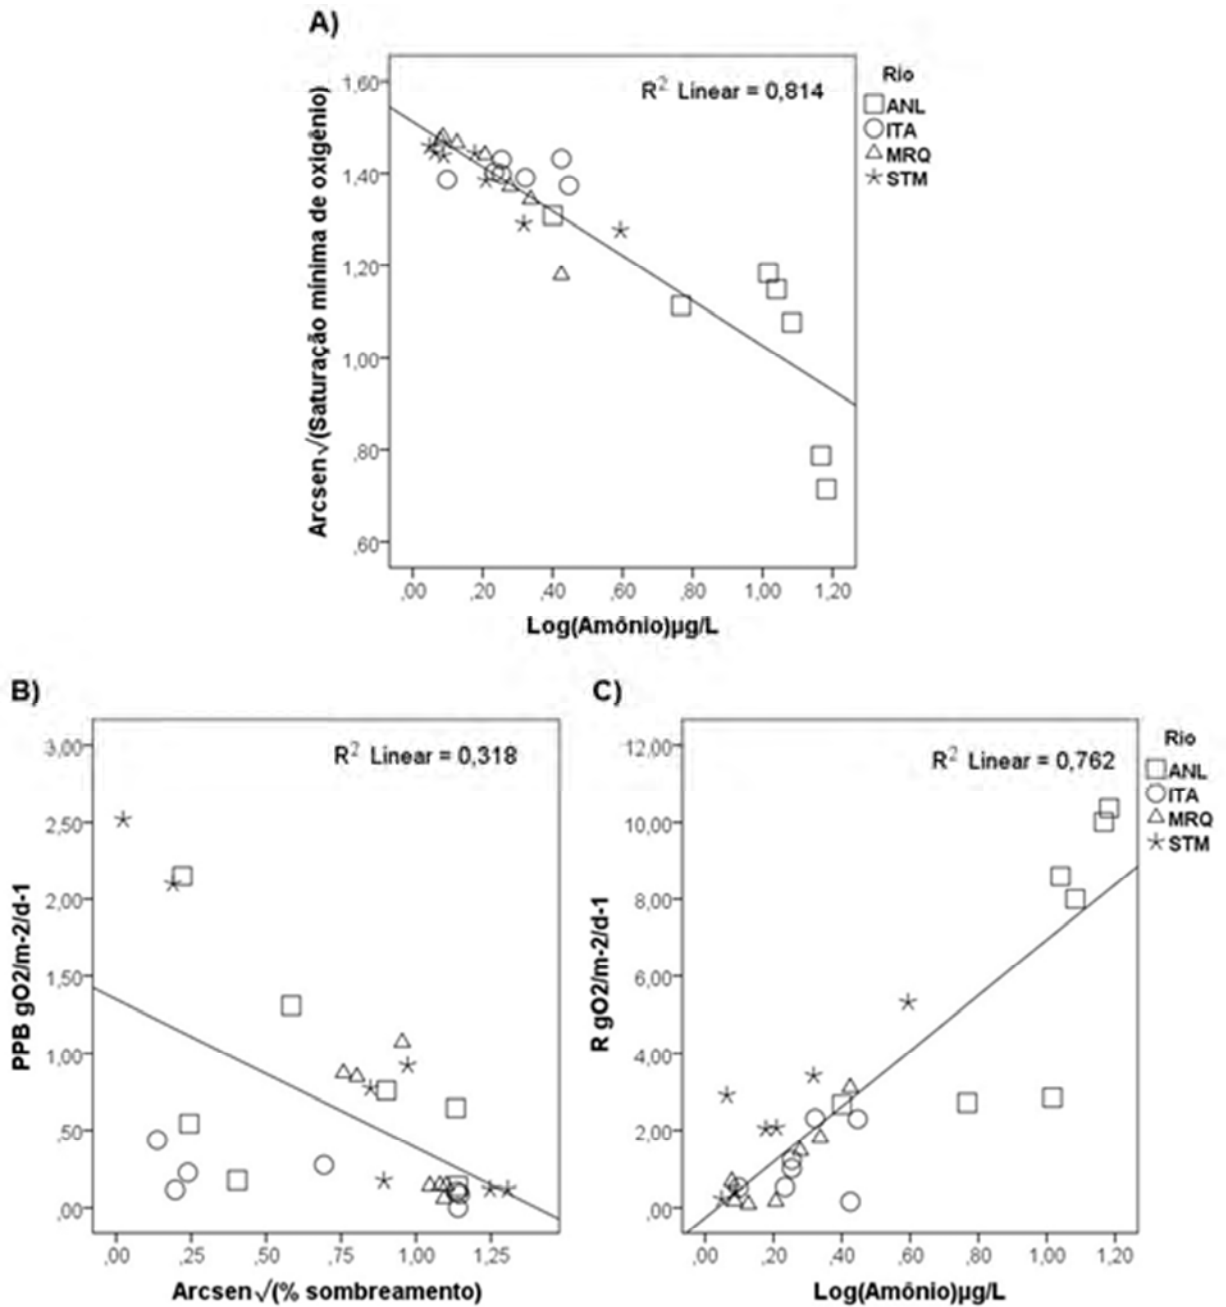 A)
R² Linear = 0,814
Rio
ANL
ITA
MRQ
STM
1,60
1,40
1,20
1,00
,80
,60
Arcsen√(Saturação mínima de oxigênio)
,00 ,20 ,40 ,60 ,80 1,00 1,20
Log(Amônio)µg/L
B)
R² Linear = 0,318
3,00
2,50
2,00
1,50
1,00
,50
,00
PPB gO2/m-2/d-1
,00 ,25 ,50 ,75 1,00 1,25
Arcsen√(% sombreamento)
C)
R² Linear = 0,762
Rio
ANL
ITA
MRQ
STM
12,00
10,00
8,00
6,00
4,00
2,00
,00
R gO2/m-2/d-1
,00 ,20 ,40 ,60 ,80 1,00 1,20
Log(Amônio)µg/L